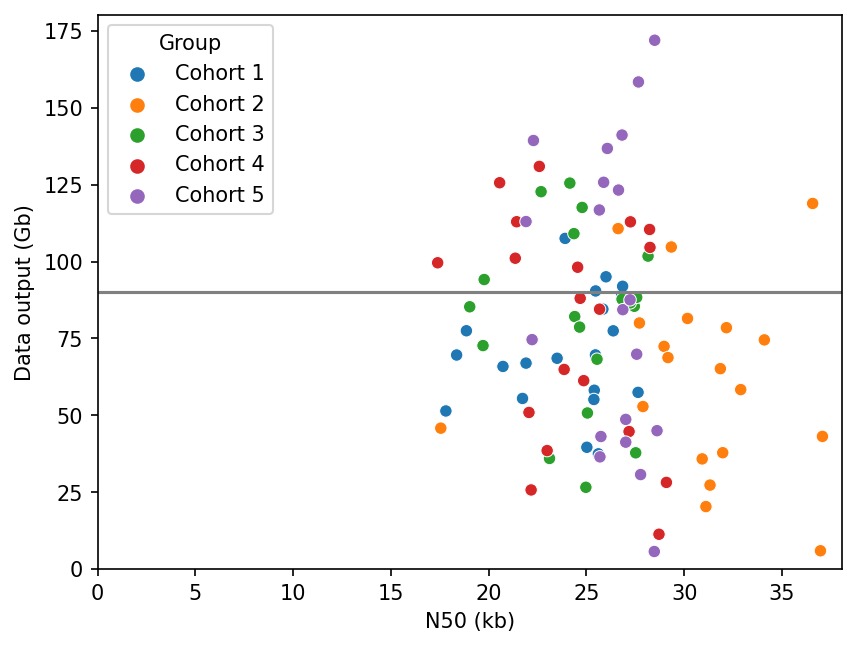 175
150
125
100
75
50
25
0
Data output (Gb)
Group
Cohort 1
Cohort 2
Cohort 3
Cohort 4
Cohort 5
0 5 10 15 20 25 30 35
N50 (kb)